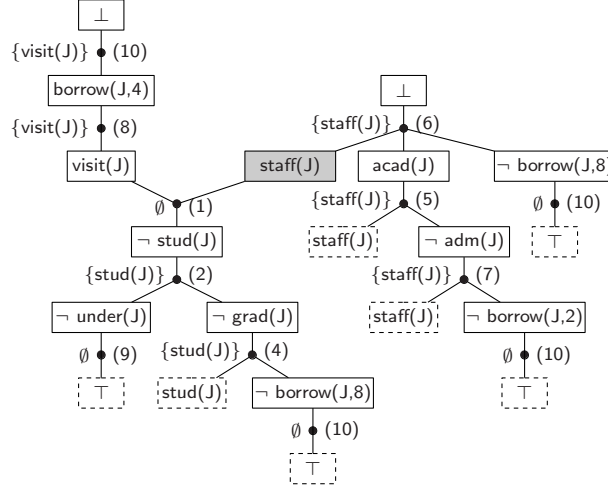 ⊥
{visit(J)} (10)
borrow(J,4) ⊥
{visit(J)} (8) {staff(J)} (6)
visit(J) staff(J) acad(J) ¬ borrow(J,8)
∅ (1) {staff(J)} (5) ∅ (10)
¬ stud(J) staff(J) ¬ adm(J) ⊤
{stud(J)} (2) {staff(J)} (7)
¬ under(J) ¬ grad(J) staff(J) ¬ borrow(J,2)
∅ (9) {stud(J)} (4) ∅ (10)
⊤ stud(J) ¬ borrow(J,8) ⊤
∅ (10)
⊤